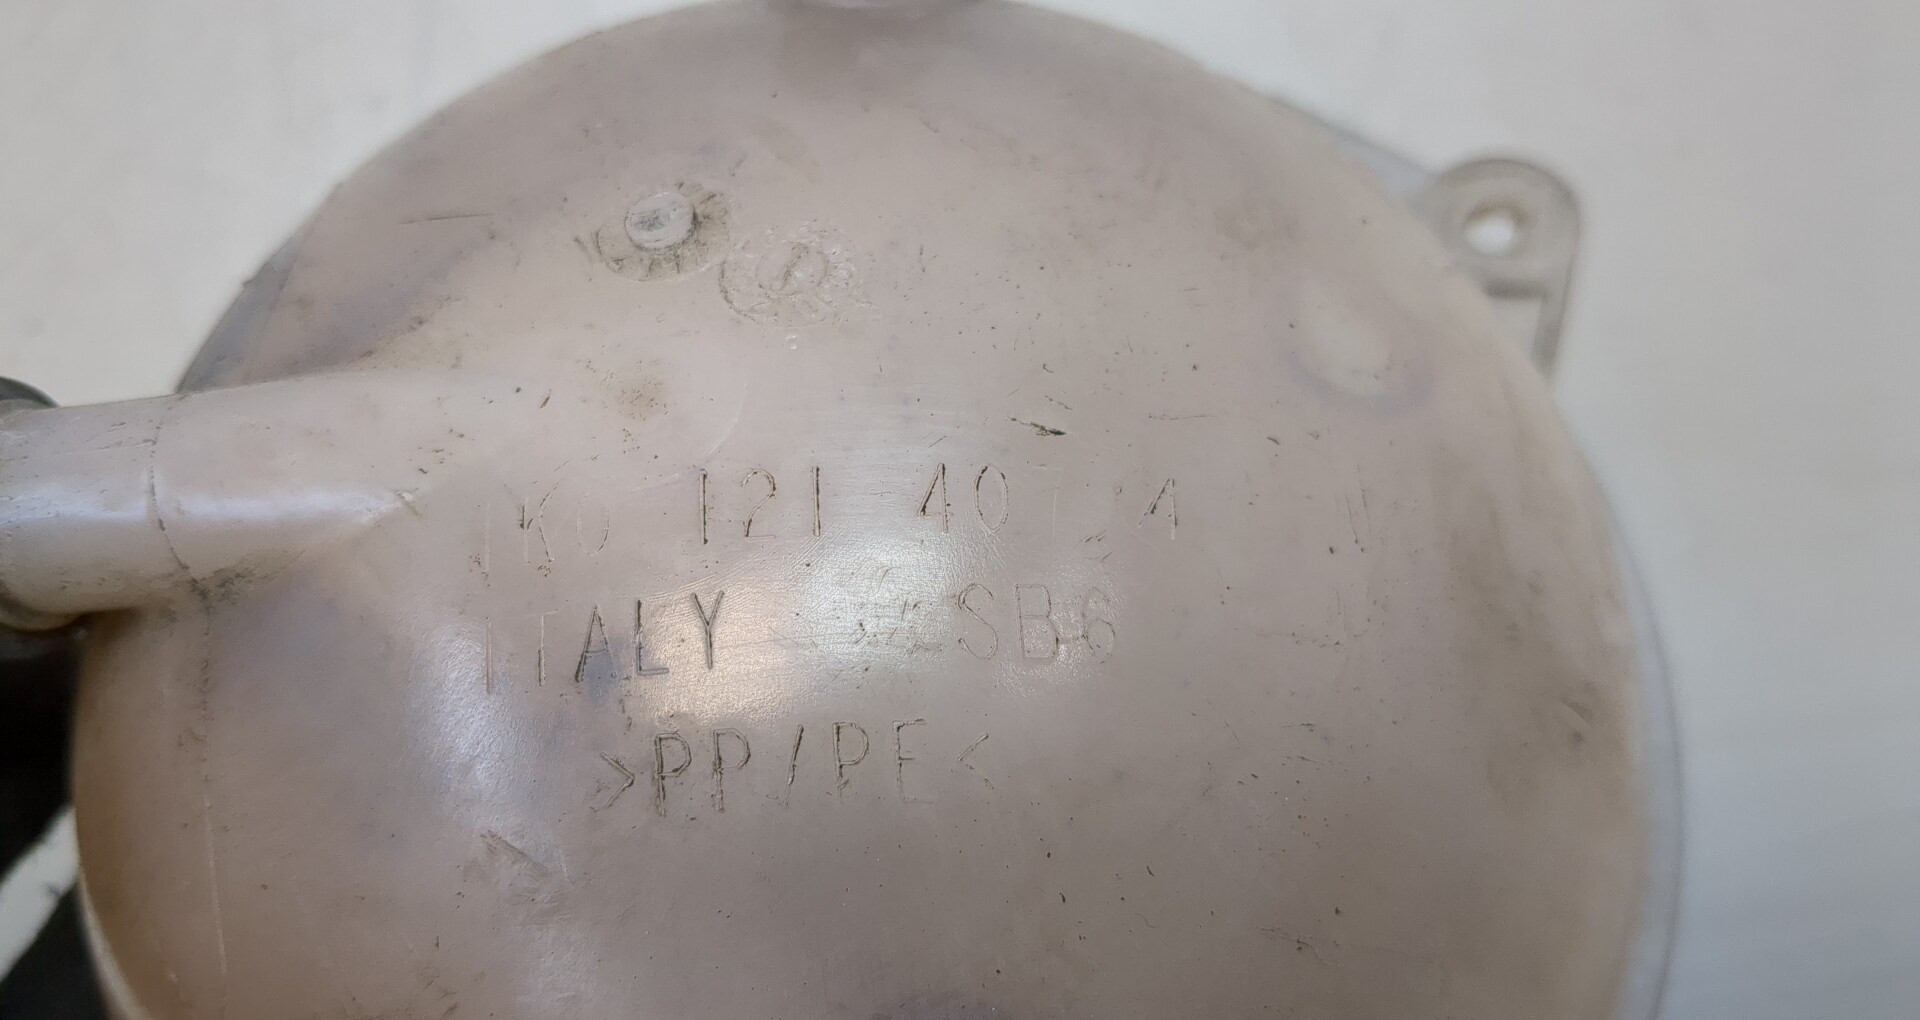 1K0 121 407 A
ITALY SB6
>PP/PE<